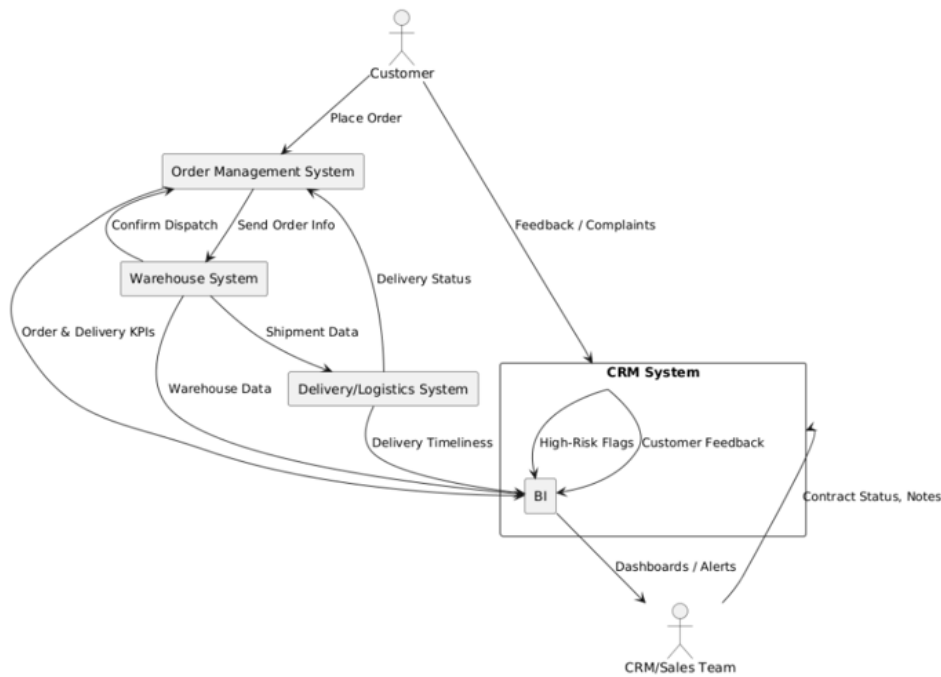 Customer
Place Order
Order Management System
Feedback / Complaints
Confirm Dispatch
Send Order Info
Warehouse System
Delivery Status
Order & Delivery KPIs
Shipment Data
CRM System
Warehouse Data
Delivery/Logistics System
Delivery Timeliness
High-Risk Flags
Customer Feedback
BI
Contract Status, Notes
Dashboards / Alerts
CRM/Sales Team